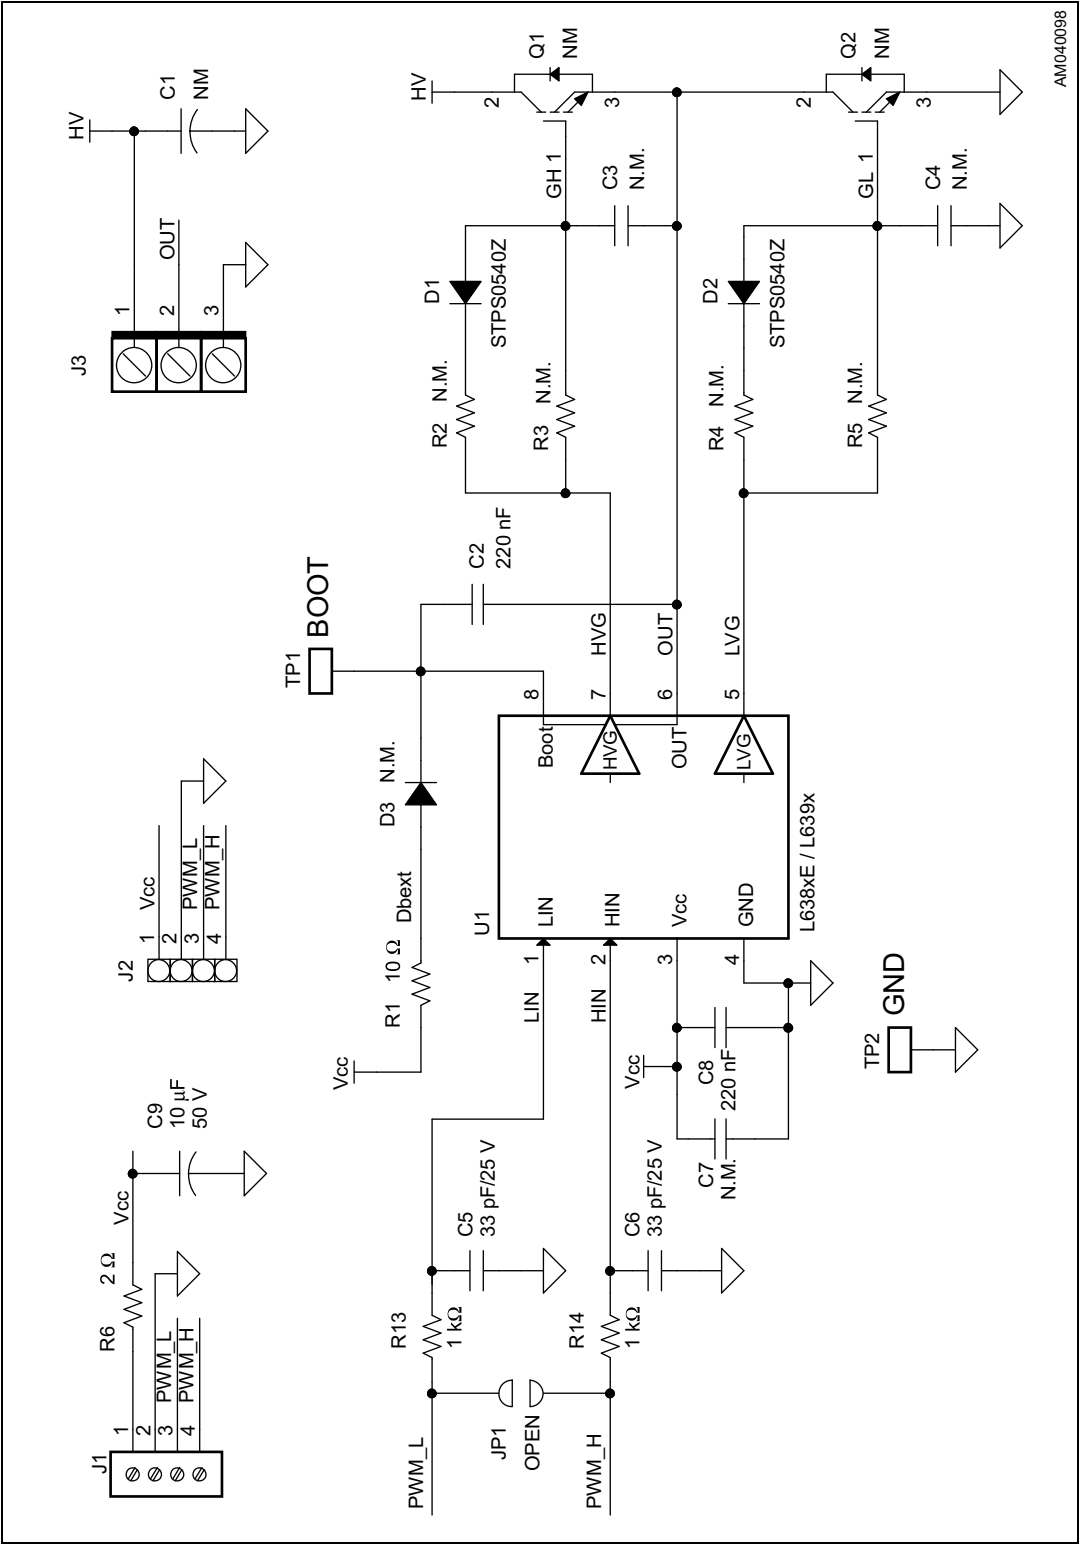 J1
1
2
3
4
R6
2 Ω
Vcc
PWM_L
PWM_H
C9
10 µF
50 V
J2
1
2
3
4
Vcc
PWM_L
PWM_H
J3
1
2
3
OUT
HV
C1
NM
Vcc
R1
10 Ω
Dbext
D3
N.M.
TP1
BOOT
C2
220 nF
PWM_L
PWM_H
JP1
OPEN
R13
1 kΩ
R14
1 kΩ
C5
33 pF/25 V
C6
33 pF/25 V
LIN
HIN
1
2
3
4
Vcc
C7
N.M.
C8
220 nF
U1
LIN
HIN
Vcc
GND
Boot
HVG
OUT
LVG
L638xE / L639x
8
7
6
5
HVG
OUT
LVG
TP2
GND
R2
N.M.
D1
STPS0540Z
R3
N.M.
GH 1
C3
N.M.
HV
2
3
Q1
NM
R4
N.M.
D2
STPS0540Z
R5
N.M.
GL 1
C4
N.M.
2
3
Q2
NM
AM040098